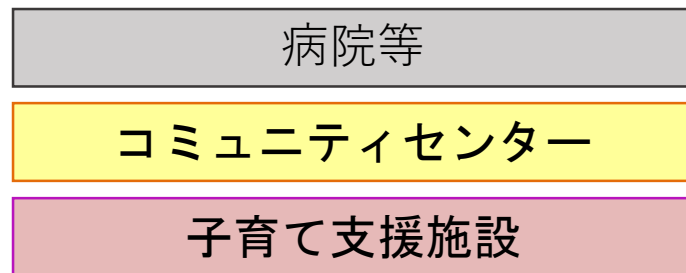 病院等
コミュニティセンター
子育て支援施設